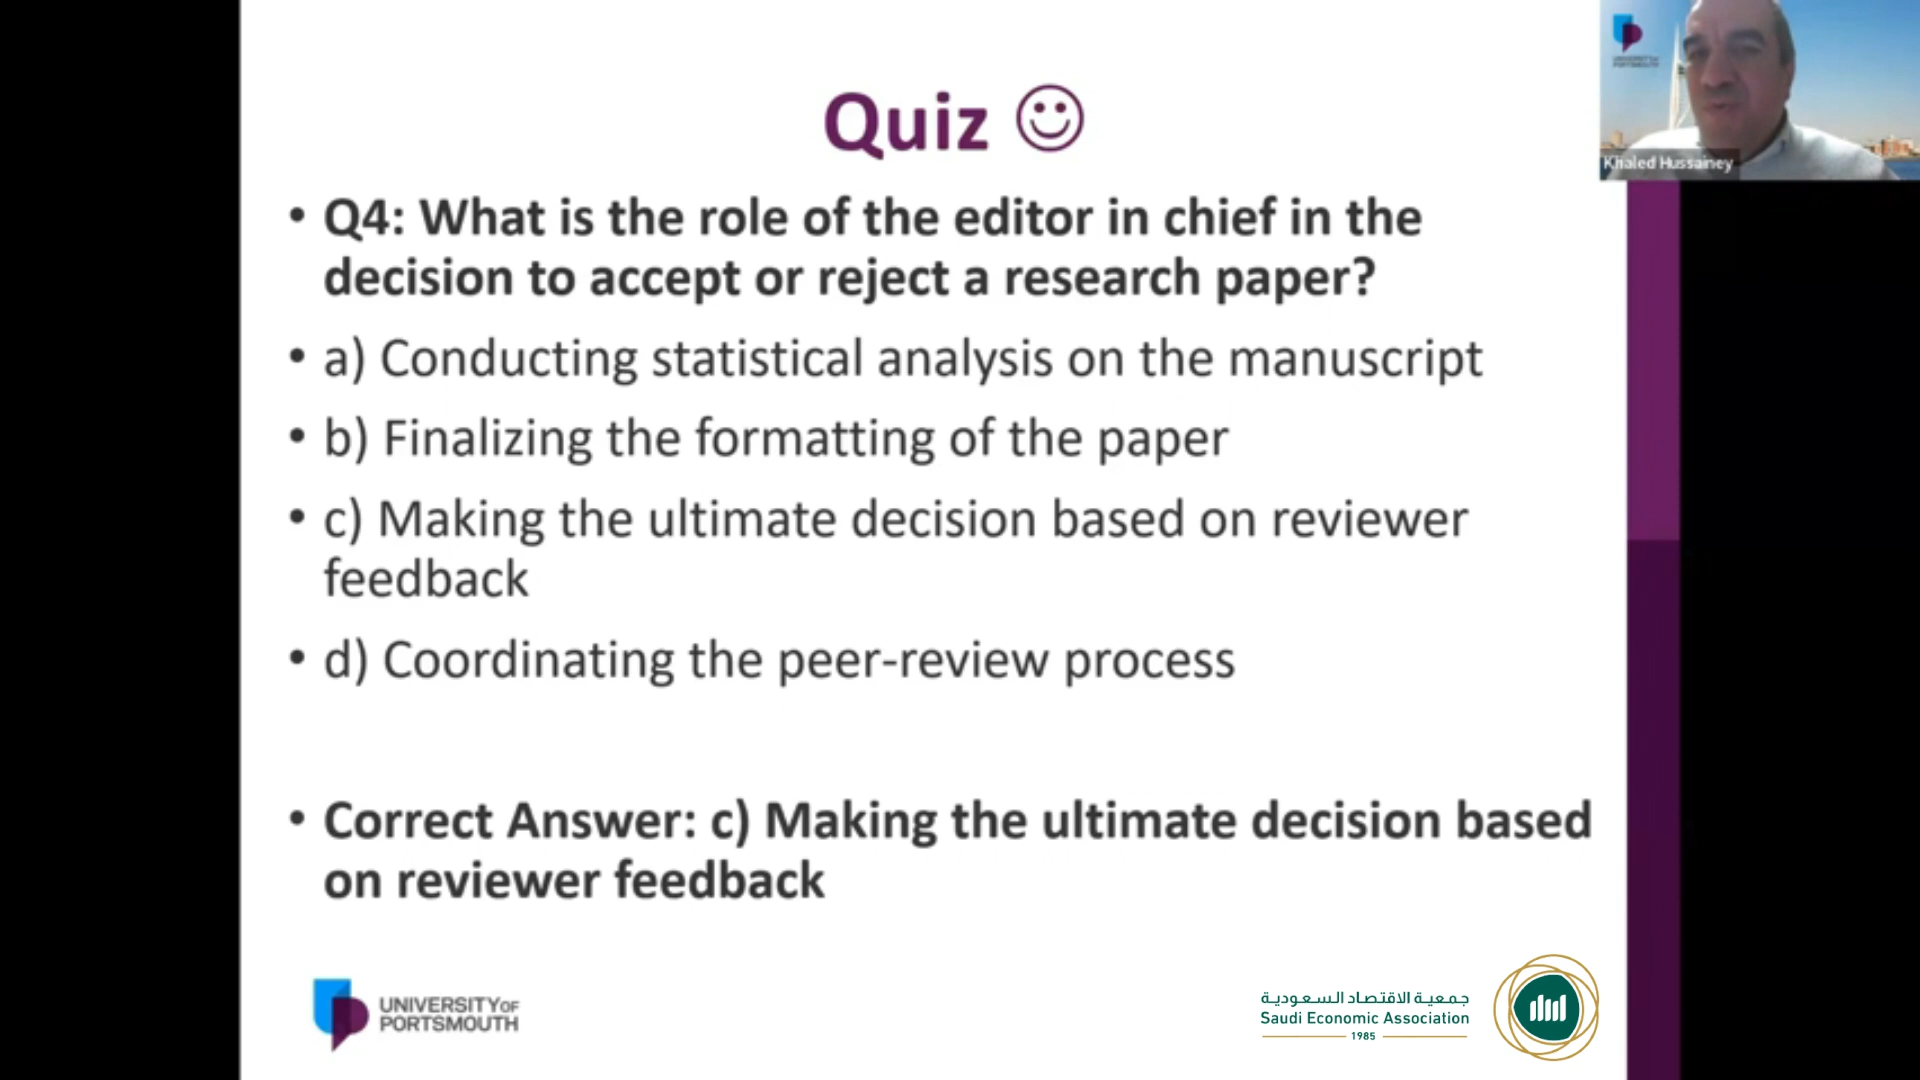 Quiz
• Q4: What is the role of the editor in chief in the
decision to accept or reject a research paper?
• a) Conducting statistical analysis on the manuscript
• b) Finalizing the formatting of the paper
• c) Making the ultimate decision based on reviewer
feedback
• d) Coordinating the peer-review process
• Correct Answer: c) Making the ultimate decision based
on reviewer feedback
UNIVERSITY OF
PORTSMOUTH
جمعية الاقتصاد السعودية
Saudi Economic Association
1985
UNIVERSITY OF
PORTSMOUTH
Khaled Hussainey